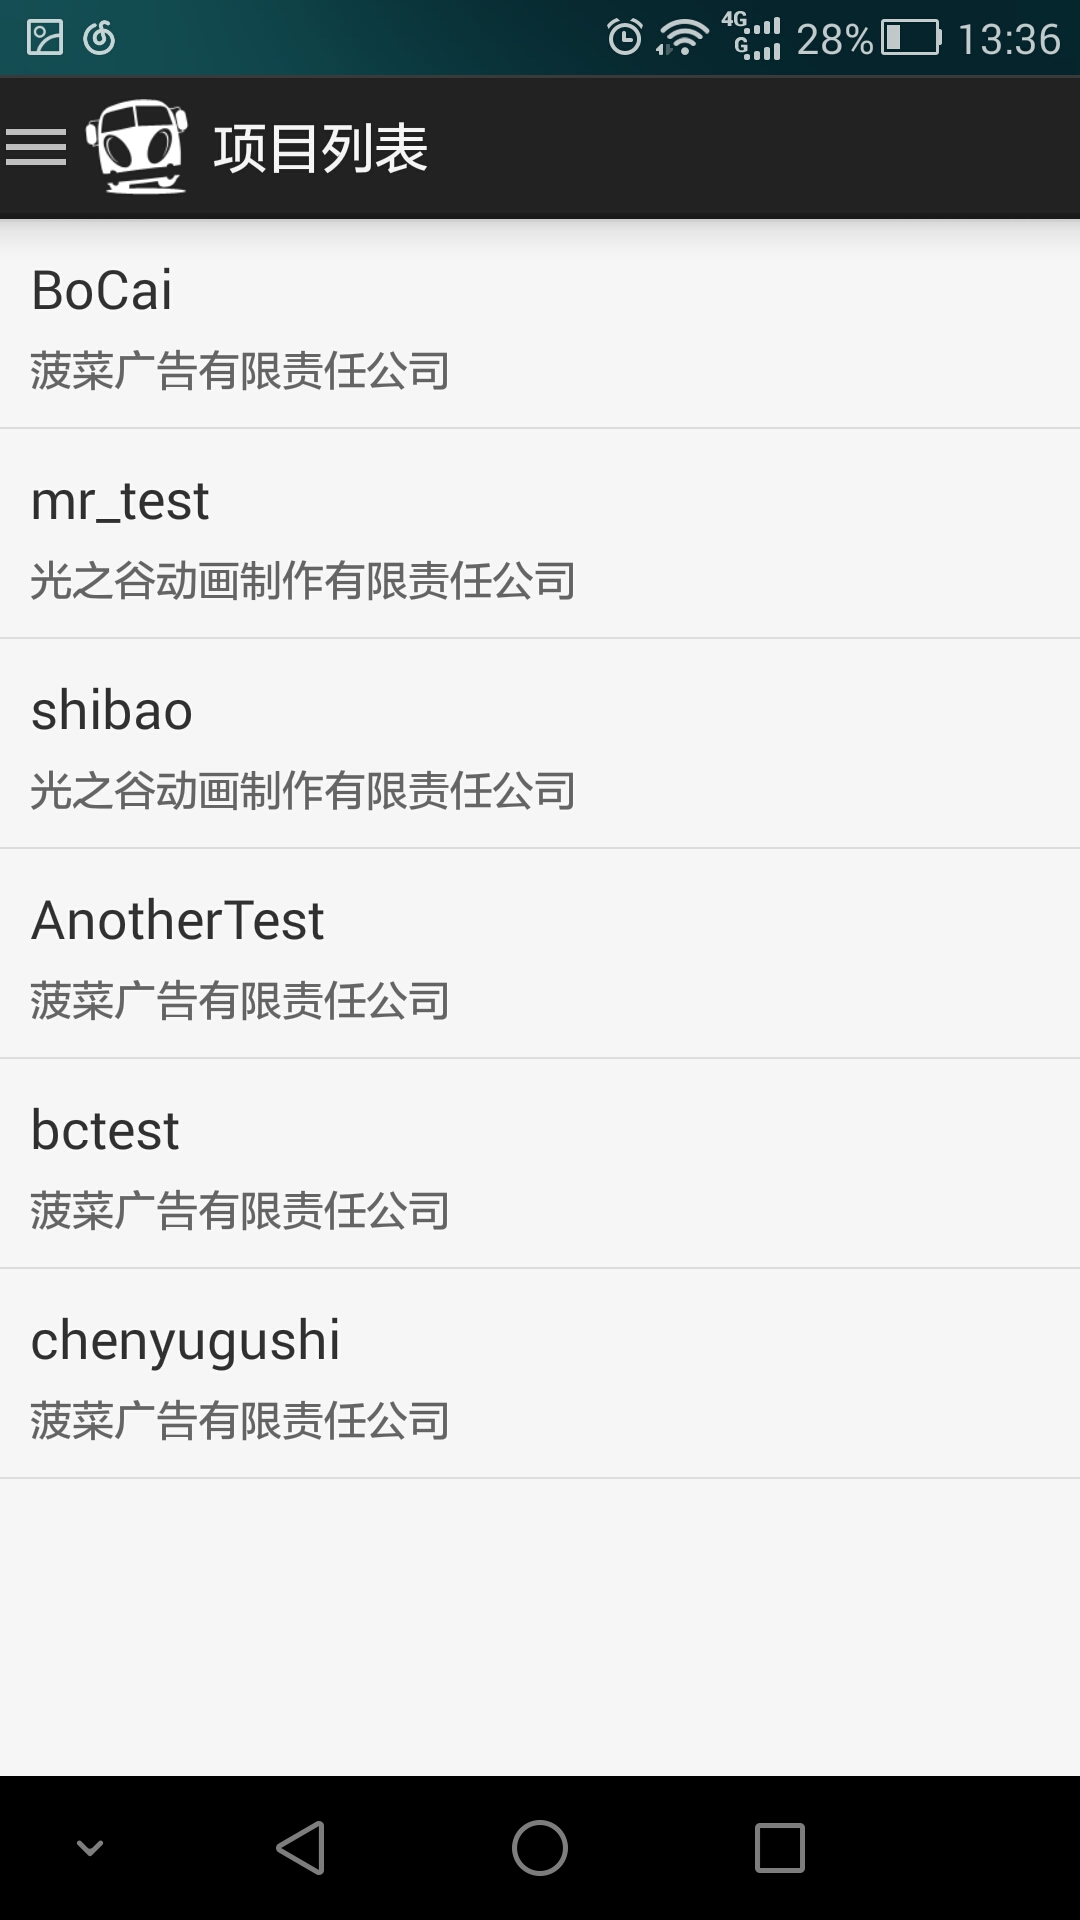 4G
G
28%
13:36
项目列表
BoCai
菠菜广告有限责任公司
mr_test
光之谷动画制作有限责任公司
shibao
光之谷动画制作有限责任公司
AnotherTest
菠菜广告有限责任公司
bctest
菠菜广告有限责任公司
chenyugushi
菠菜广告有限责任公司